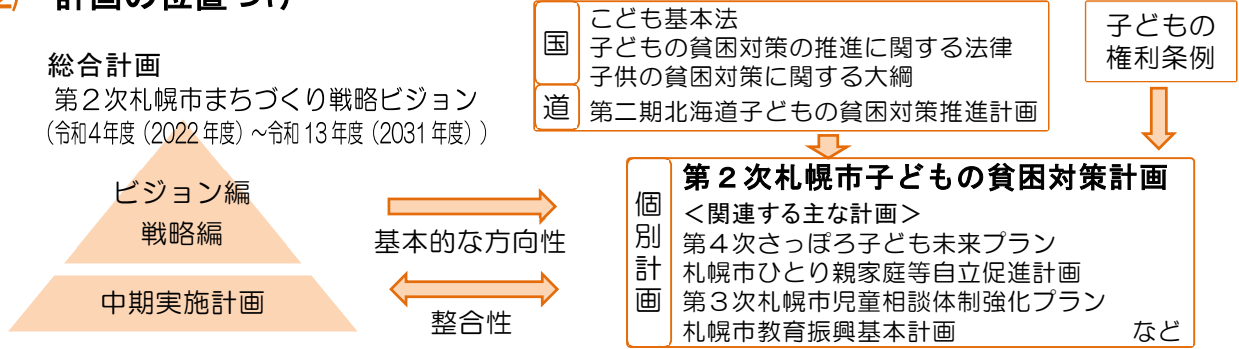 計画の位置づけ
総合計画
第2次札幌市まちづくり戦略ビジョン
(令和4年度(2022年度)~令和13年度(2031年度))
ビジョン編
戦略編
中期実施計画
基本的な方向性
整合性
国
こども基本法
子どもの貧困対策の推進に関する法律
子供の貧困対策に関する大綱
道
第二期北海道子どもの貧困対策推進計画
子どもの
権利条例
個別計画
第2次札幌市子どもの貧困対策計画
<関連する主な計画>
第4次さっぽろ子ども未来プラン
札幌市ひとり親家庭等自立促進計画
第3次札幌市児童相談体制強化プラン
札幌市教育振興基本計画 など